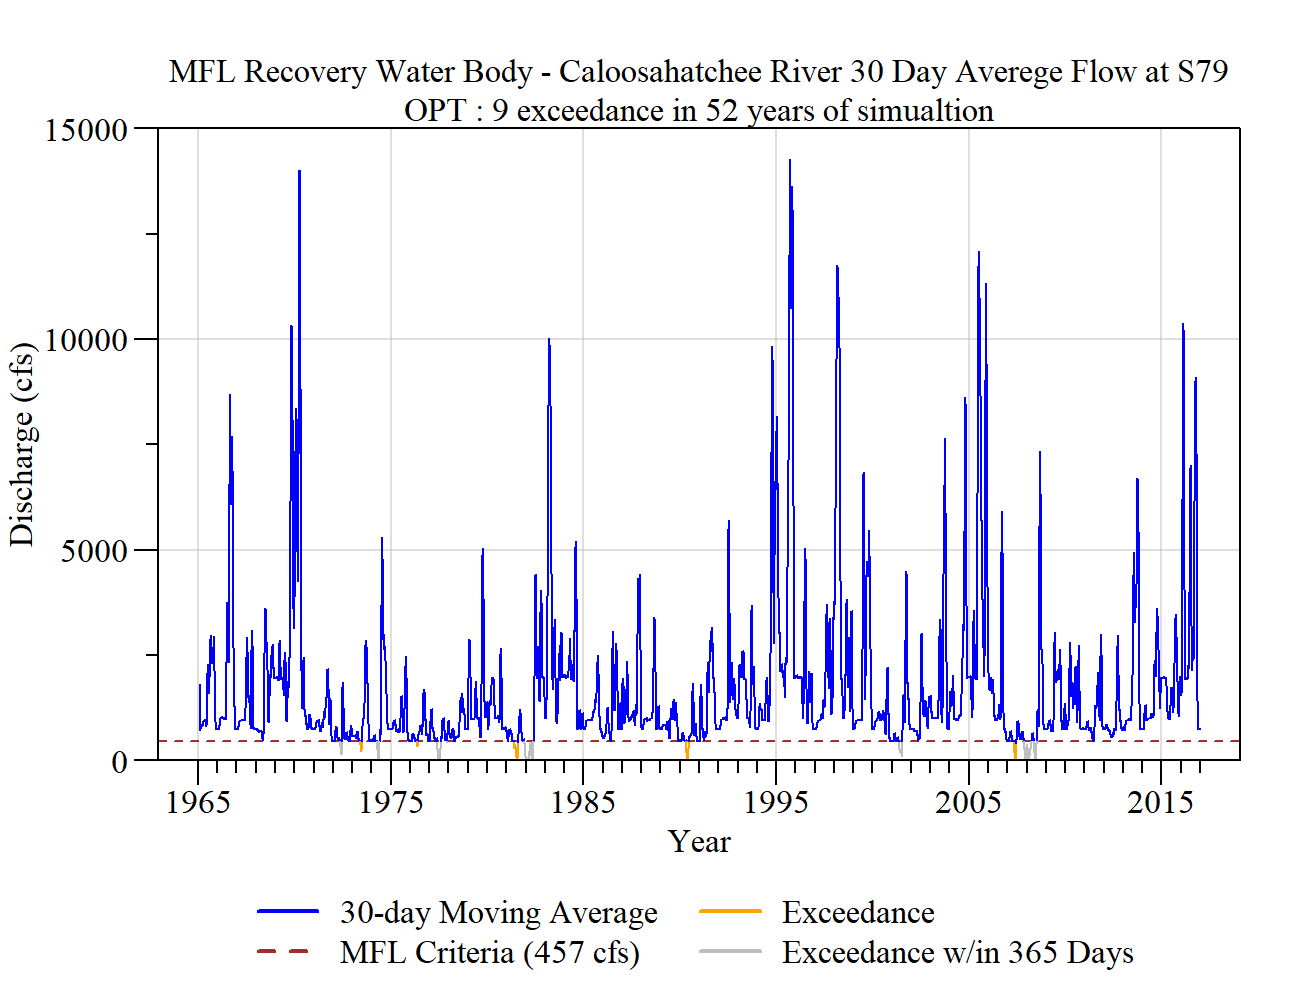 MFL Recovery Water Body - Caloosahatchee River 30 Day Averege Flow at S79
OPT : 9 exceedance in 52 years of simualtion
15000
10000
5000
0
Discharge (cfs)
1965 1975 1985 1995 2005 2015
Year
30-day Moving Average
Exceedance
MFL Criteria (457 cfs)
Exceedance w/in 365 Days